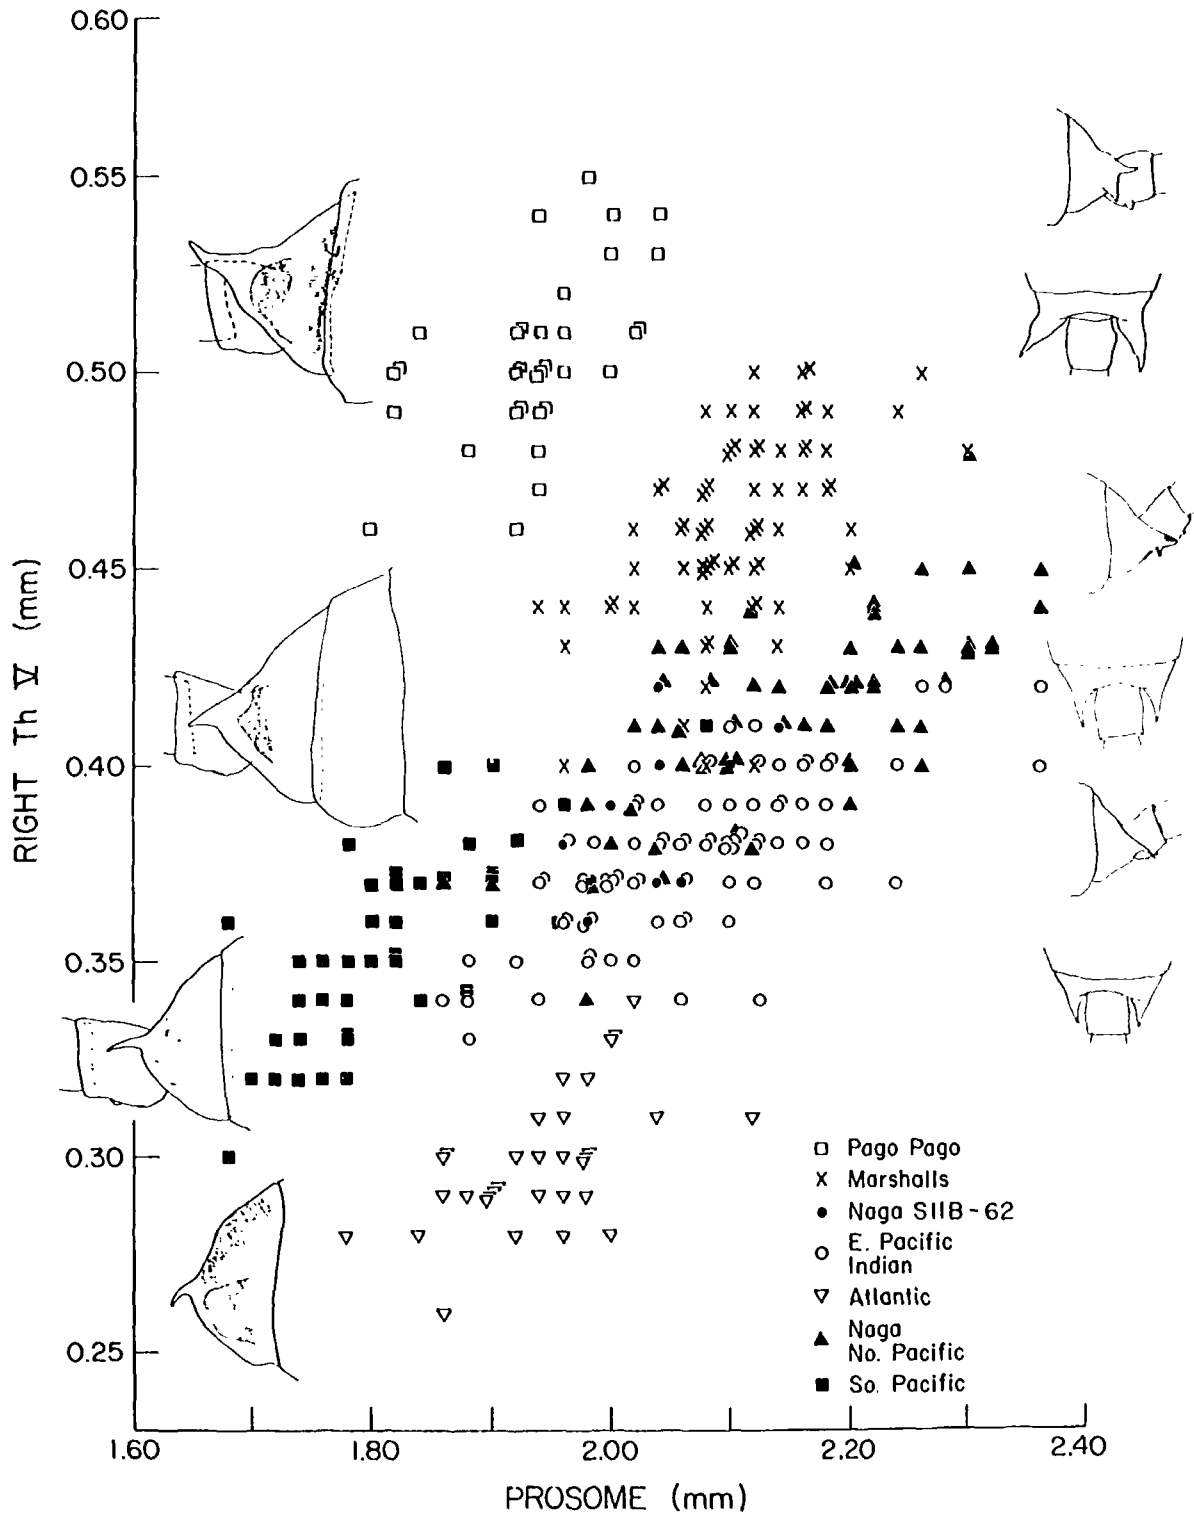 0.60
0.55
0.50
0.45
0.40
0.35
0.30
0.25
RIGHT Th V (mm)
Pago Pago
Marshalls
Naga S11B-62
E. Pacific
Indian
Atlantic
Naga
No. Pacific
So. Pacific
1.60 1.80 2.00 2.20 2.40
PROSOME (mm)